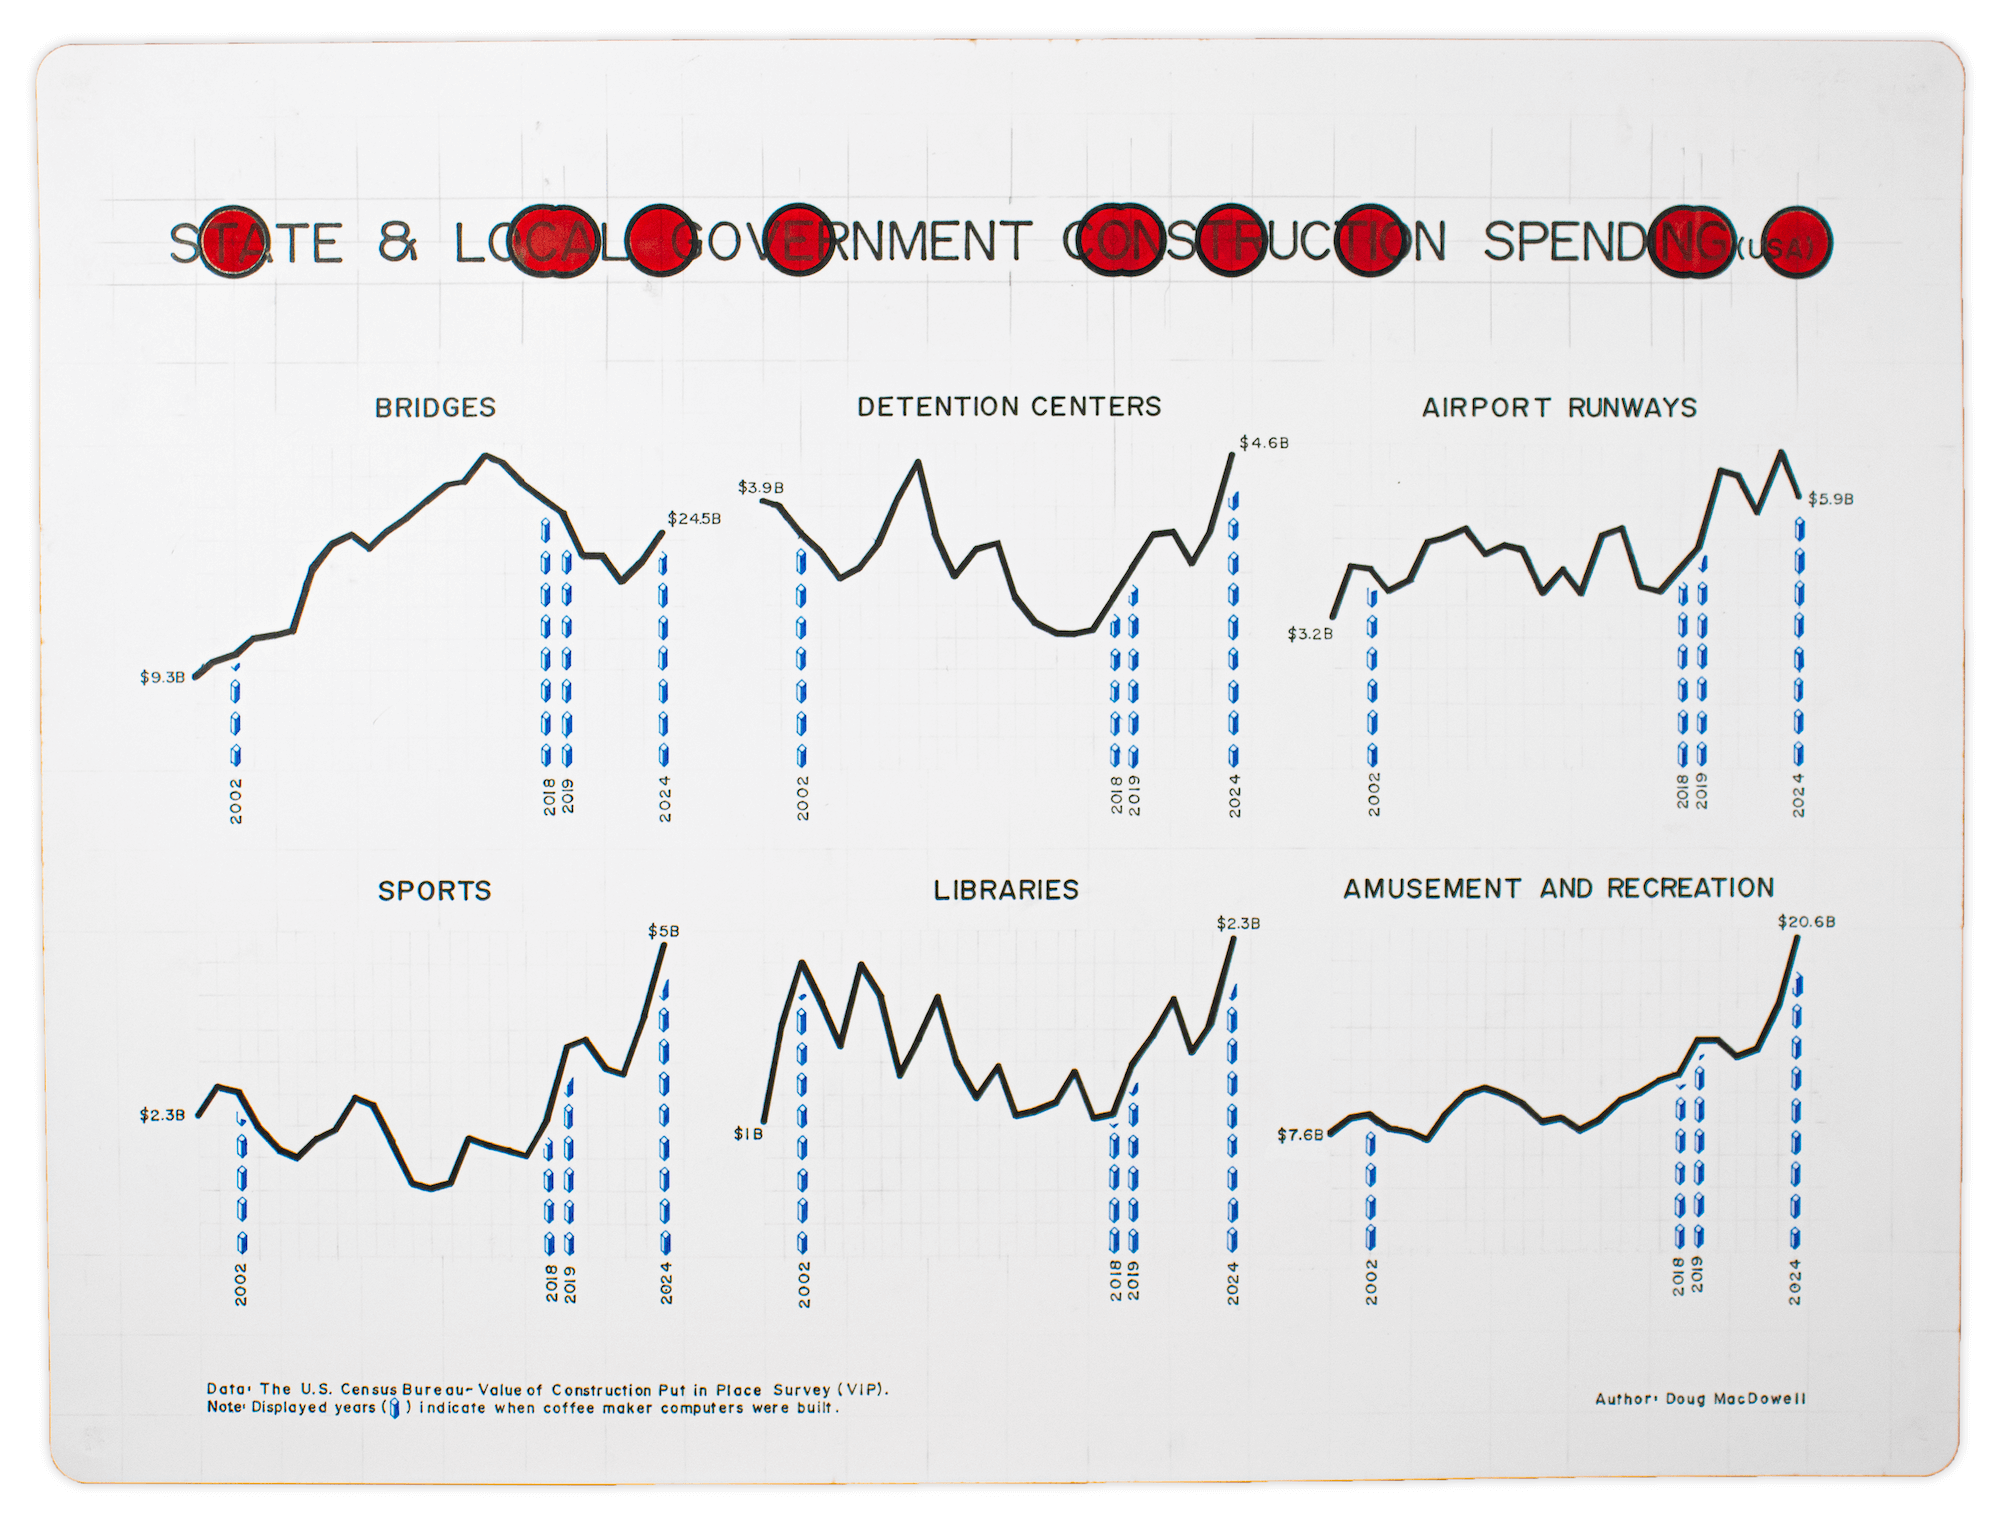 STATE & LOCAL GOVERNMENT CONSTRUCTION SPENDING (USA)
BRIDGES
$9.3B
$24.5B
2002
2018
2019
2024
DETENTION CENTERS
$3.9B
$4.6B
2002
2018
2019
2024
AIRPORT RUNWAYS
$3.2B
$5.9B
2002
2018
2019
2024
SPORTS
$2.3B
$5B
2002
2018
2019
2024
LIBRARIES
$1B
$2.3B
2002
2018
2019
2024
AMUSEMENT AND RECREATION
$7.6B
$20.6B
2002
2018
2019
2024
Data: The U.S. Census Bureau- Value of Construction Put in Place Survey (VIP).
Note: Displayed years ( ) indicate when coffee maker computers were built.
Author: Doug MacDowell